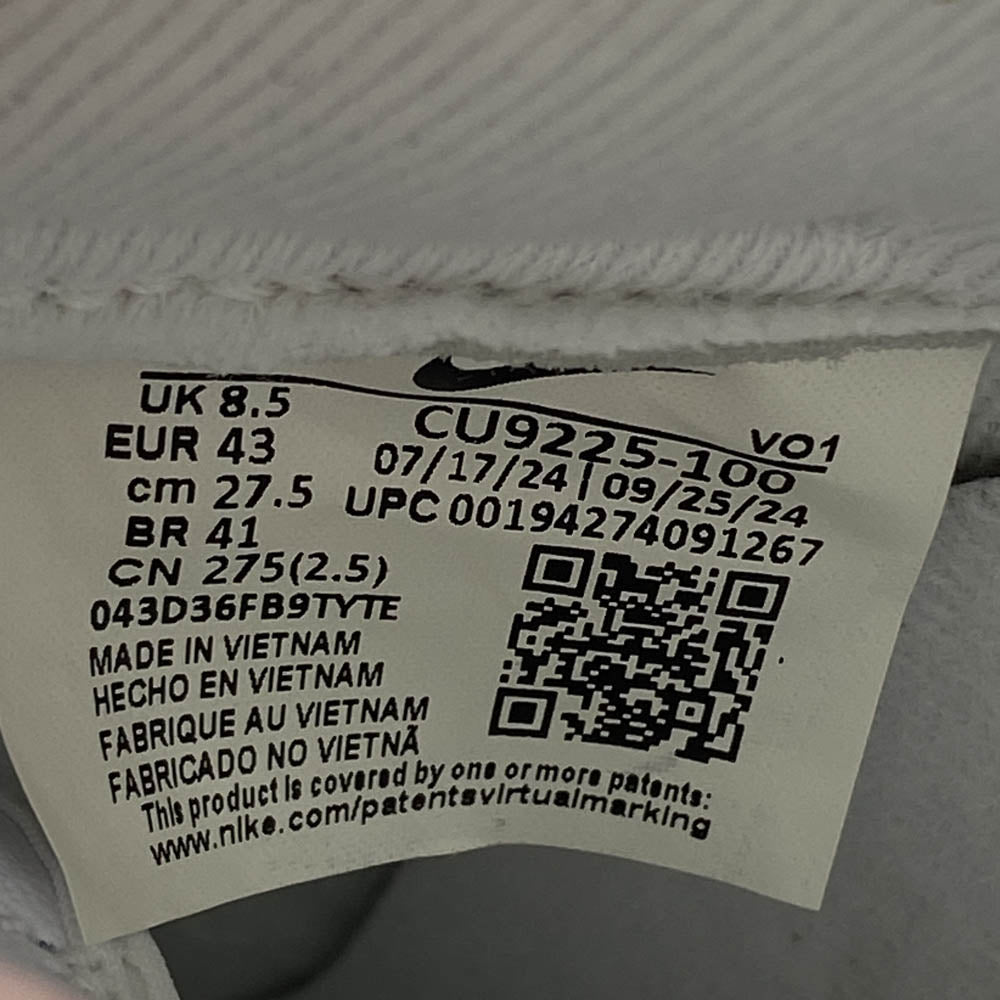 UK 8.5
EUR 43
cm 27.5
BR 41
CN 275(2.5)
043D36FB9TYTE
CU9225-100
VO1
07/17/24 | 09/25/24
UPC 00194274091267
MADE IN VIETNAM
HECHO EN VIETNAM
FABRIQUE AU VIETNAM
FABRICADO NO VIETNÃ
This product is covered by one or more patents:
www.nike.com/patentsvirtualmarking